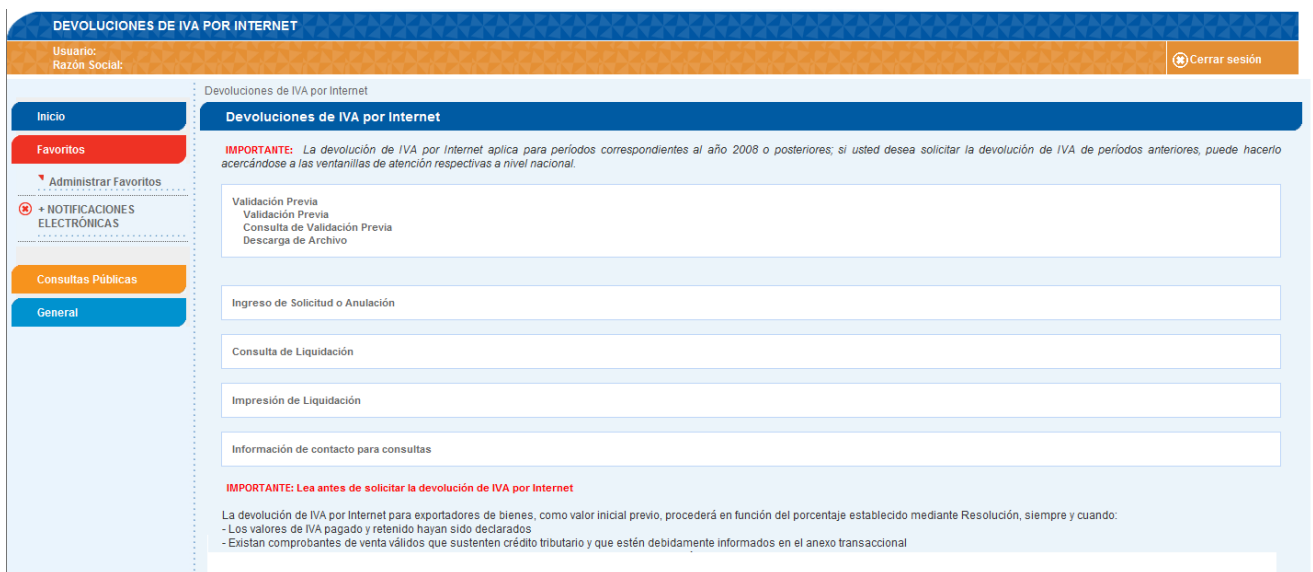 DEVOLUCIONES DE IVA POR INTERNET
Usuario:
Razón Social:
Cerrar sesión
Devoluciones de IVA por Internet
Inicio
Favoritos
Administrar Favoritos
+ NOTIFICACIONES
ELECTRÓNICAS
Consultas Públicas
General
Devoluciones de IVA por Internet
IMPORTANTE: La devolución de IVA por Internet aplica para períodos correspondientes al año 2008 o posteriores; si usted desea solicitar la devolución de IVA de períodos anteriores, puede hacerlo
acercándose a las ventanillas de atención respectivas a nivel nacional.
Validación Previa
Validación Previa
Consulta de Validación Previa
Descarga de Archivo
Ingreso de Solicitud o Anulación
Consulta de Liquidación
Impresión de Liquidación
Información de contacto para consultas
IMPORTANTE: Lea antes de solicitar la devolución de IVA por Internet
La devolución de IVA por Internet para exportadores de bienes, como valor inicial previo, procederá en función del porcentaje establecido mediante Resolución, siempre y cuando:
- Los valores de IVA pagado y retenido hayan sido declarados
- Existan comprobantes de venta válidos que sustenten crédito tributario y que estén debidamente informados en el anexo transaccional